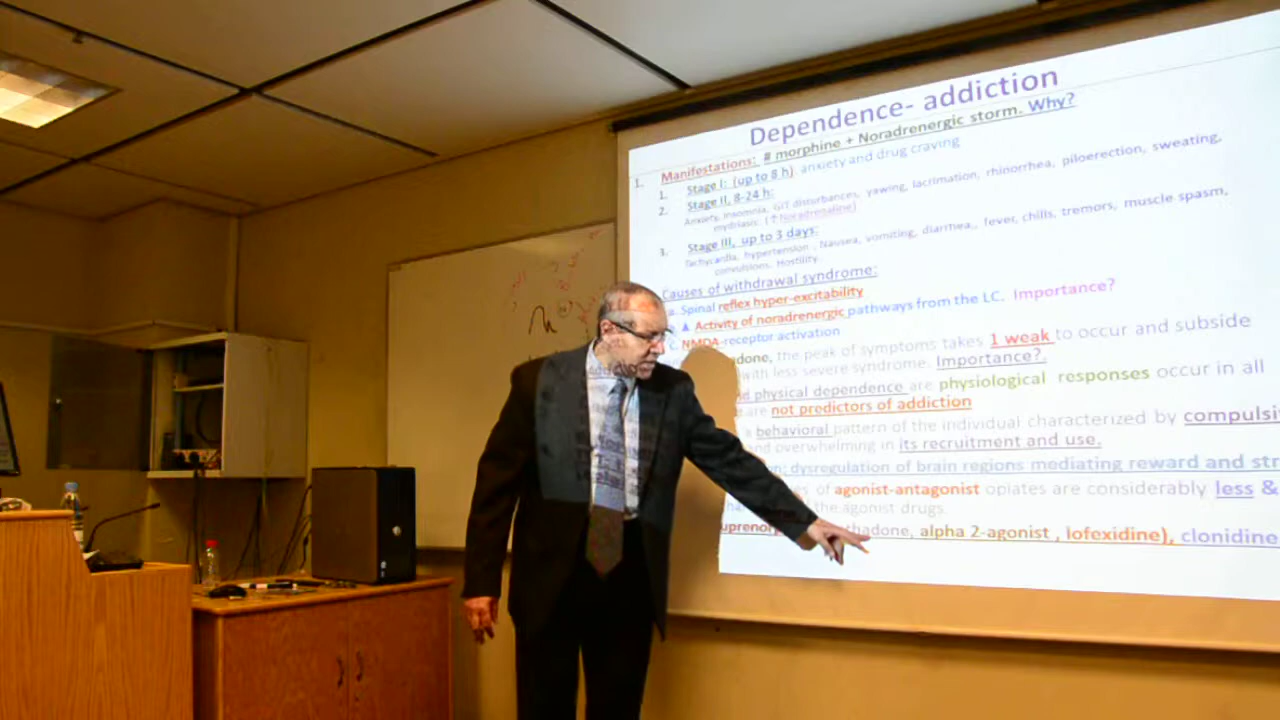 Dependence- addiction
1. Manifestations: # morphine + Noradrenergic storm. Why?
1. Stage I: (up to 8 h) anxiety and drug craving
2. Stage II, 8-24 h:
Anxiety, insomnia, GIT disturbances, yawing, lacrimation, rhinorrhea, piloerection, sweating,
mydriasis (↑Noradrenaline)
3. Stage III, up to 3 days:
Tachycardia, hypertension, Nausea, vomiting, diarrhea,, fever, chills, tremors, muscle spasm,
convulsions, Hostility.
Causes of withdrawal syndrome:
Spinal reflex hyper-excitability
Activity of noradrenergic pathways from the LC. Importance?
NMDA-receptor activation
adone, the peak of symptoms takes 1 weak to occur and subside
with less severe syndrome. Importance?.
d physical dependence are physiological responses occur in all
are not predictors of addiction
a behavioral pattern of the individual characterized by compulsi
and overwhelming in its recruitment and use.
on: dysregulation of brain regions mediating reward and str
es of agonist-antagonist opiates are considerably less &
the agonist drugs.
uprenor thadone, alpha 2-agonist , lofexidine), clonidine